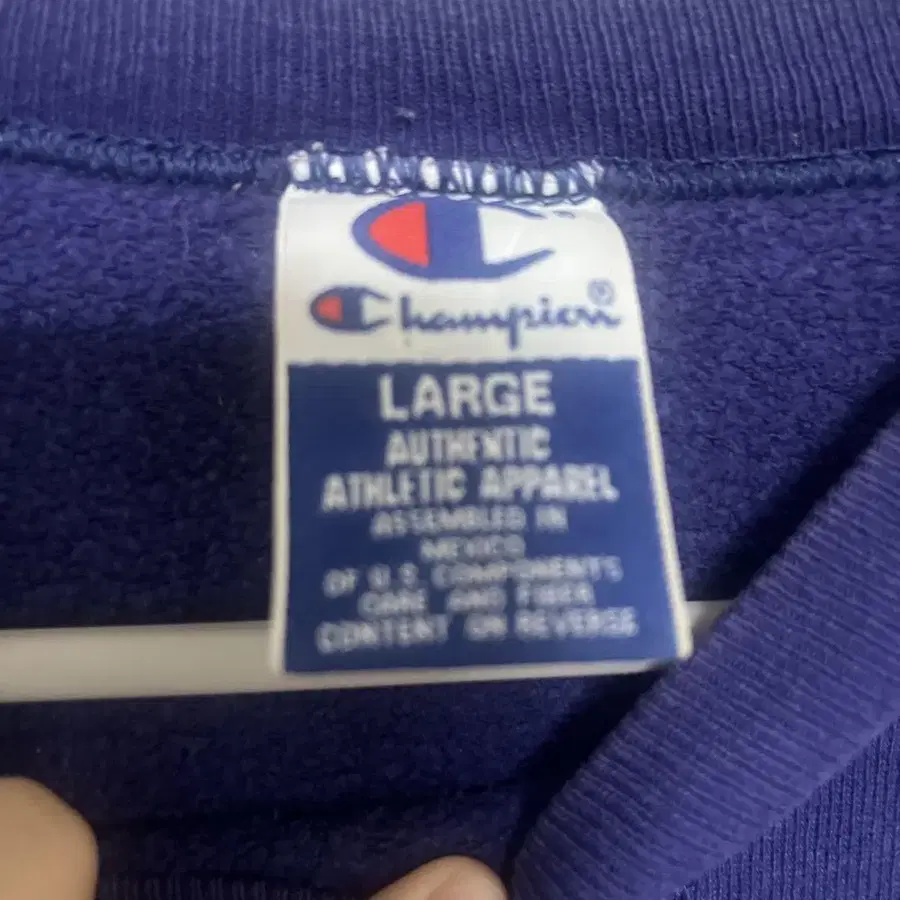 Champion®
LARGE
AUTHENTIC
ATHLETIC APPAREL
ASSEMBLED IN
MEXICO
OF U.S. COMPONENTS
CARE AND FIBER
CONTENT ON REVERSE